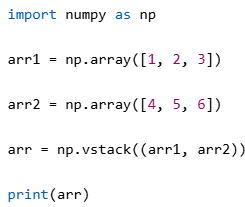 import numpy as np
arr1 = np.array([1, 2, 3])
arr2 = np.array([4, 5, 6])
arr = np.vstack((arr1, arr2))
print(arr)